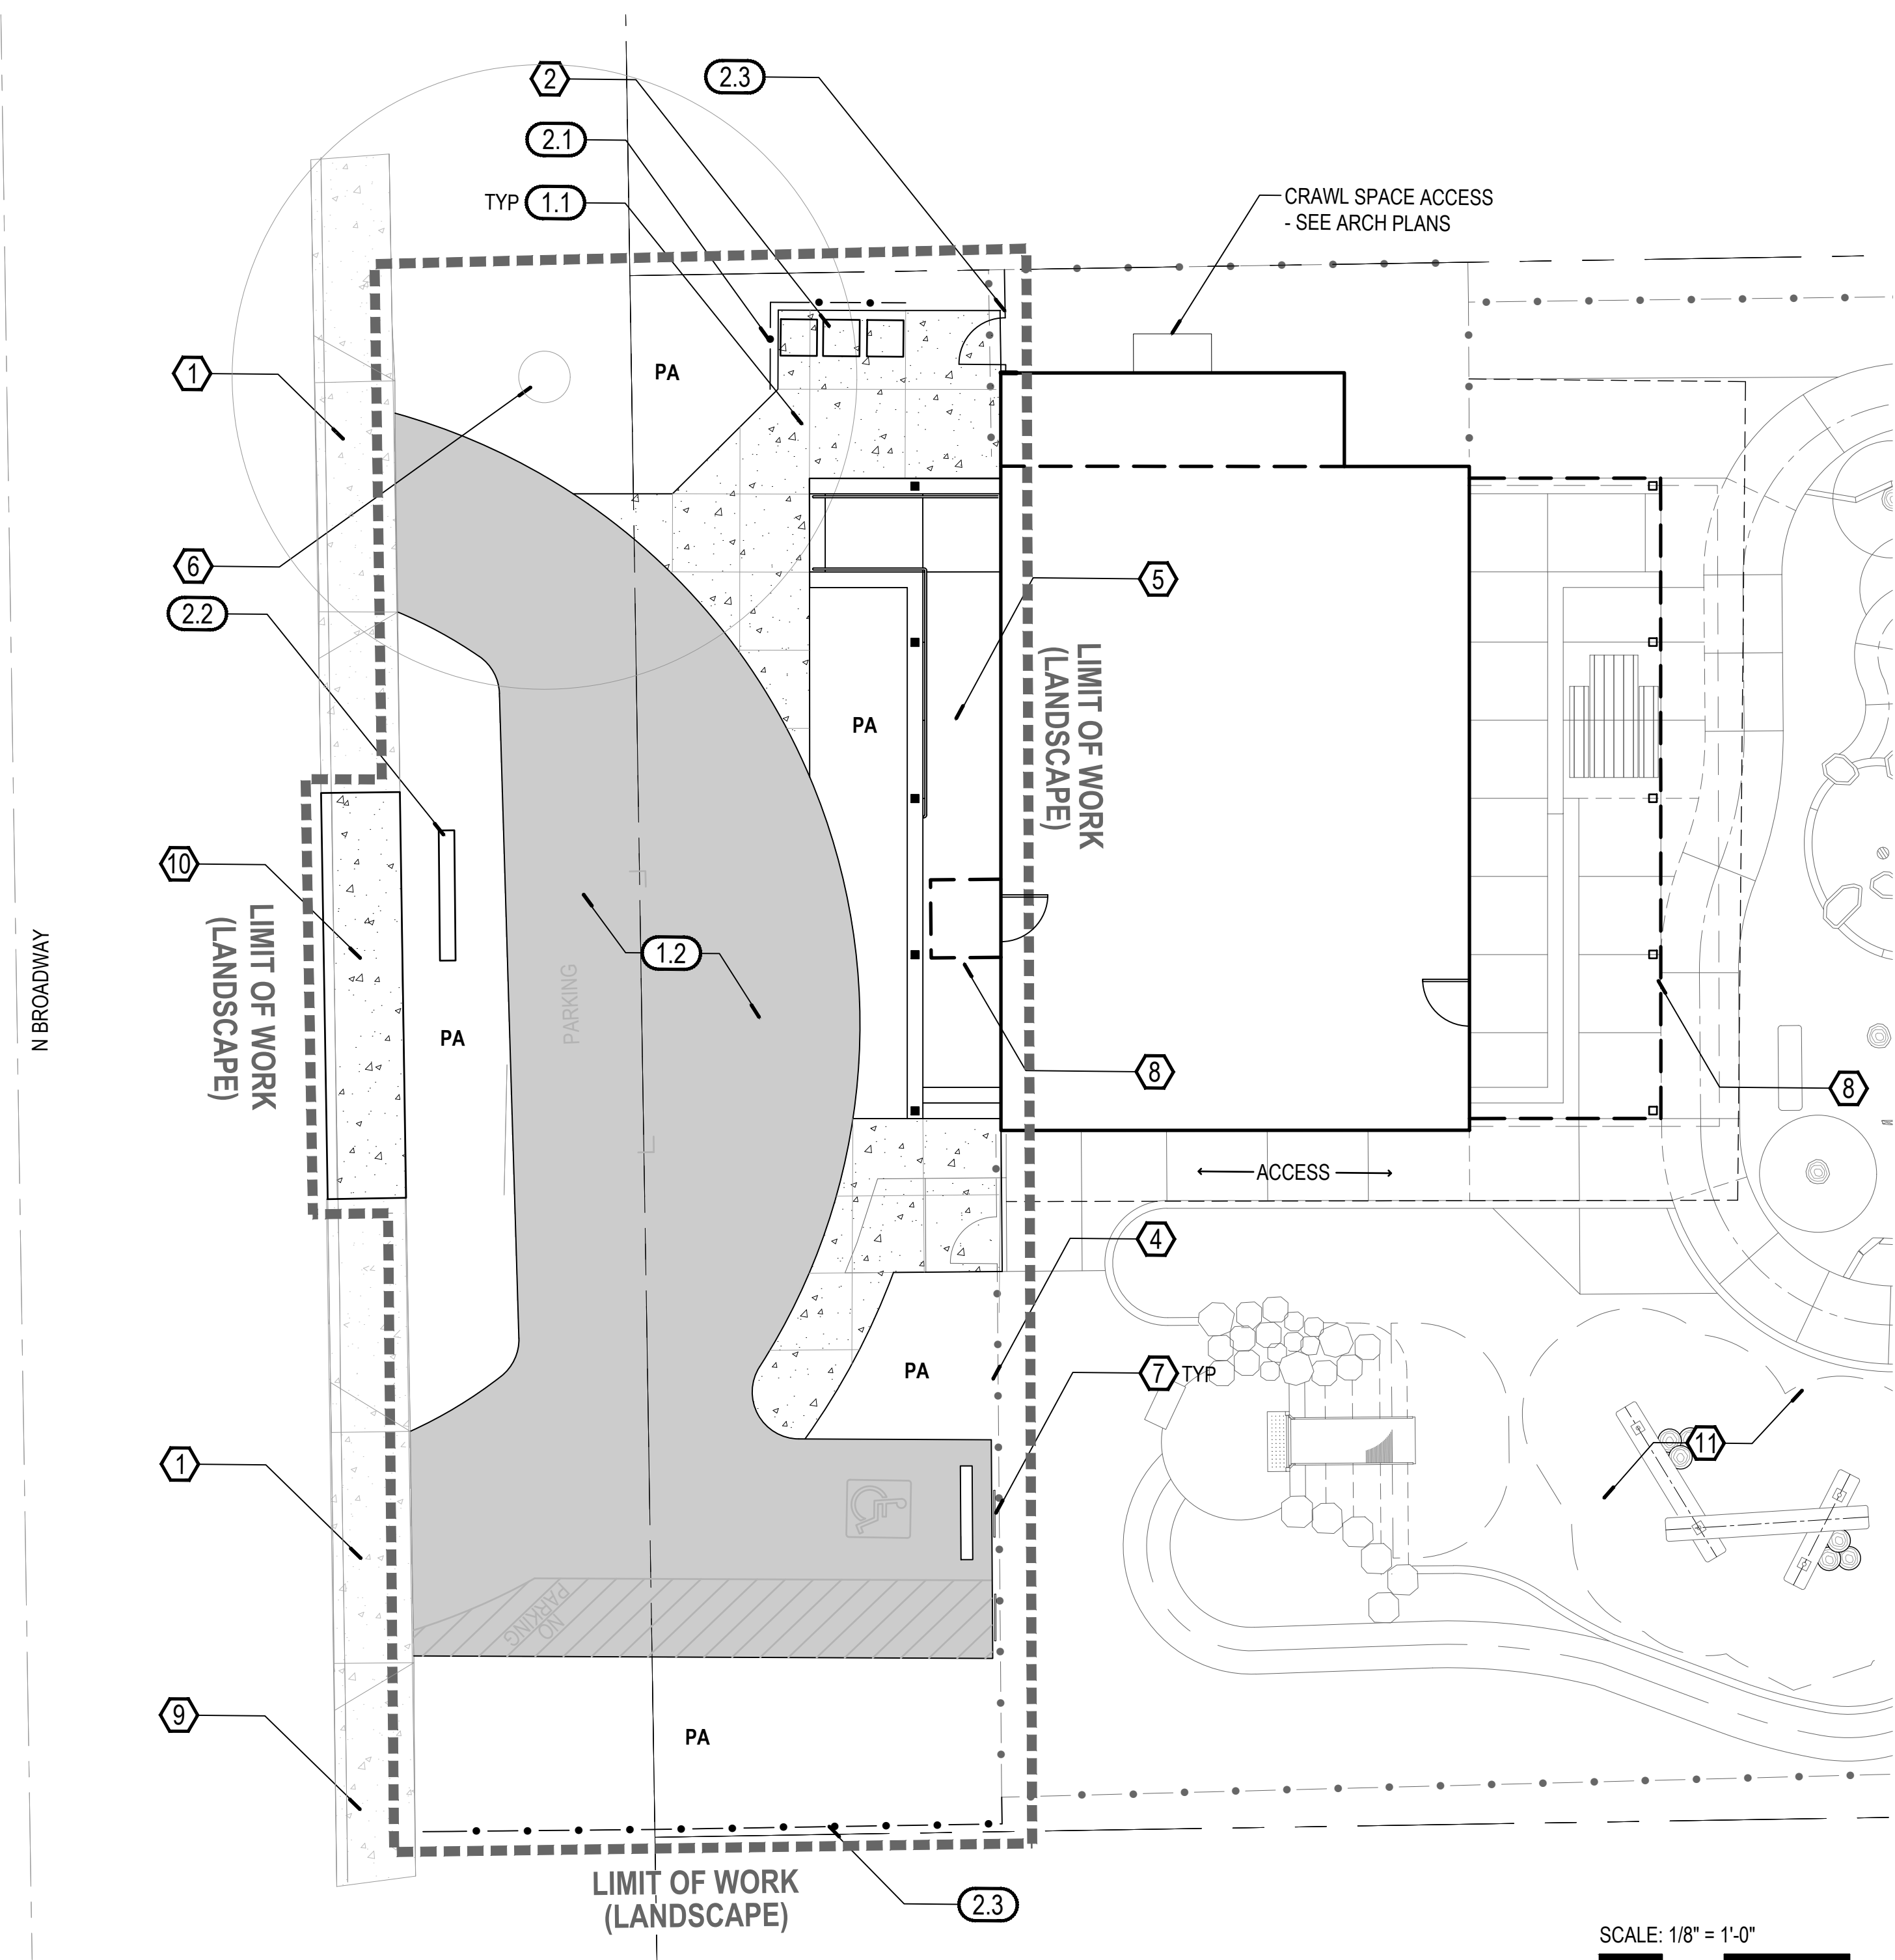 2
2.3
2.1
TYP 1.1
CRAWL SPACE ACCESS
- SEE ARCH PLANS
1
PA
6
5
2.2
LIMIT OF WORK
(LANDSCAPE)
PA
10
LIMIT OF WORK
(LANDSCAPE)
N BROADWAY
1.2
PARKING
PA
8
8
ACCESS
4
PA
7 TYP
11
1
NO
PARKING
9
PA
LIMIT OF WORK
(LANDSCAPE)
2.3
SCALE: 1/8" = 1'-0"